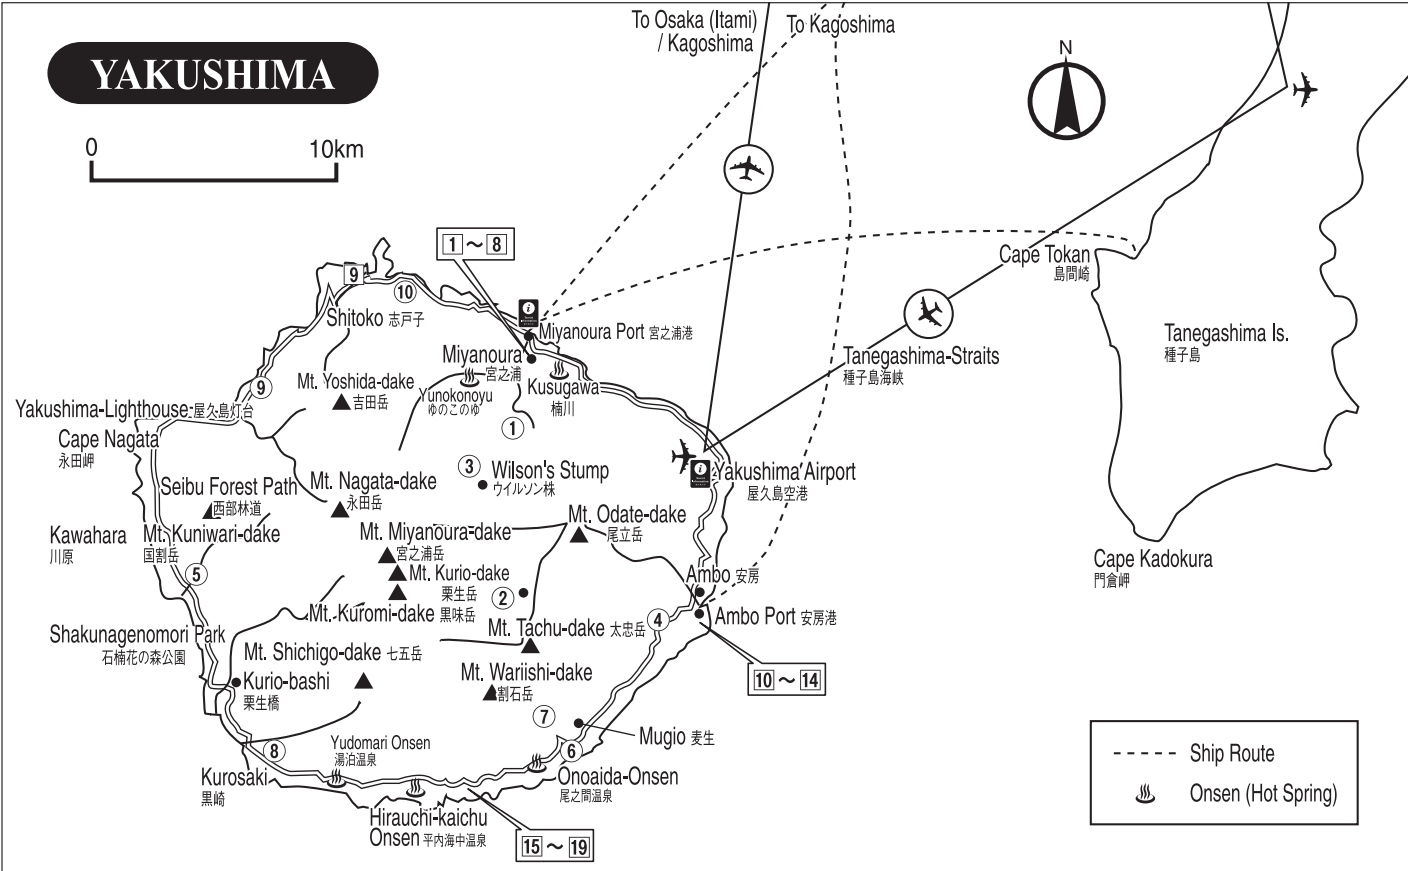 To Osaka (Itami)
/ Kagoshima
To Kagoshima
N
YAKUSHIMA
0 10km
1 ~ 8
9
10
Cape Tokan
島間崎
Shitoko 志戸子
i
Miyanoura Port 宮之浦港
Tanegashima Is.
種子島
Miyanoura
宮之浦
Tanegashima-Straits
種子島海峡
Mt. Yoshida-dake
吉田岳
Yunokonoyu
ゆのこのゆ
Kusugawa
楠川
9
Yakushima-Lighthouse 屋久島灯台
Cape Nagata
永田岬
1
3
Wilson's Stump
ウイルソン株
i
Yakushima Airport
屋久島空港
Seibu Forest Path
西部林道
Mt. Nagata-dake
永田岳
Mt. Odate-dake
尾立岳
Kawahara
川原
Mt. Kuniwari-dake
国割岳
Mt. Miyanoura-dake
宮之浦岳
Cape Kadokura
門倉岬
5
Mt. Kurio-dake
栗生岳
2
Ambo 安房
Mt. Kuromi-dake 黒味岳
4
Ambo Port 安房港
Shakunagenomori Park
石楠花の森公園
Mt. Tachu-dake 太忠岳
Mt. Shichigo-dake 七五岳
Mt. Wariishi-dake
割石岳
10 ~ 14
Kurio-bashi
栗生橋
7
Mugio 麦生
8
Yudomari Onsen
湯泊温泉
6
Kurosaki
黒崎
Onoaida-Onsen
尾之間温泉
Hirauchi-kaichu
Onsen 平内海中温泉
15 ~ 19
Ship Route
Onsen (Hot Spring)